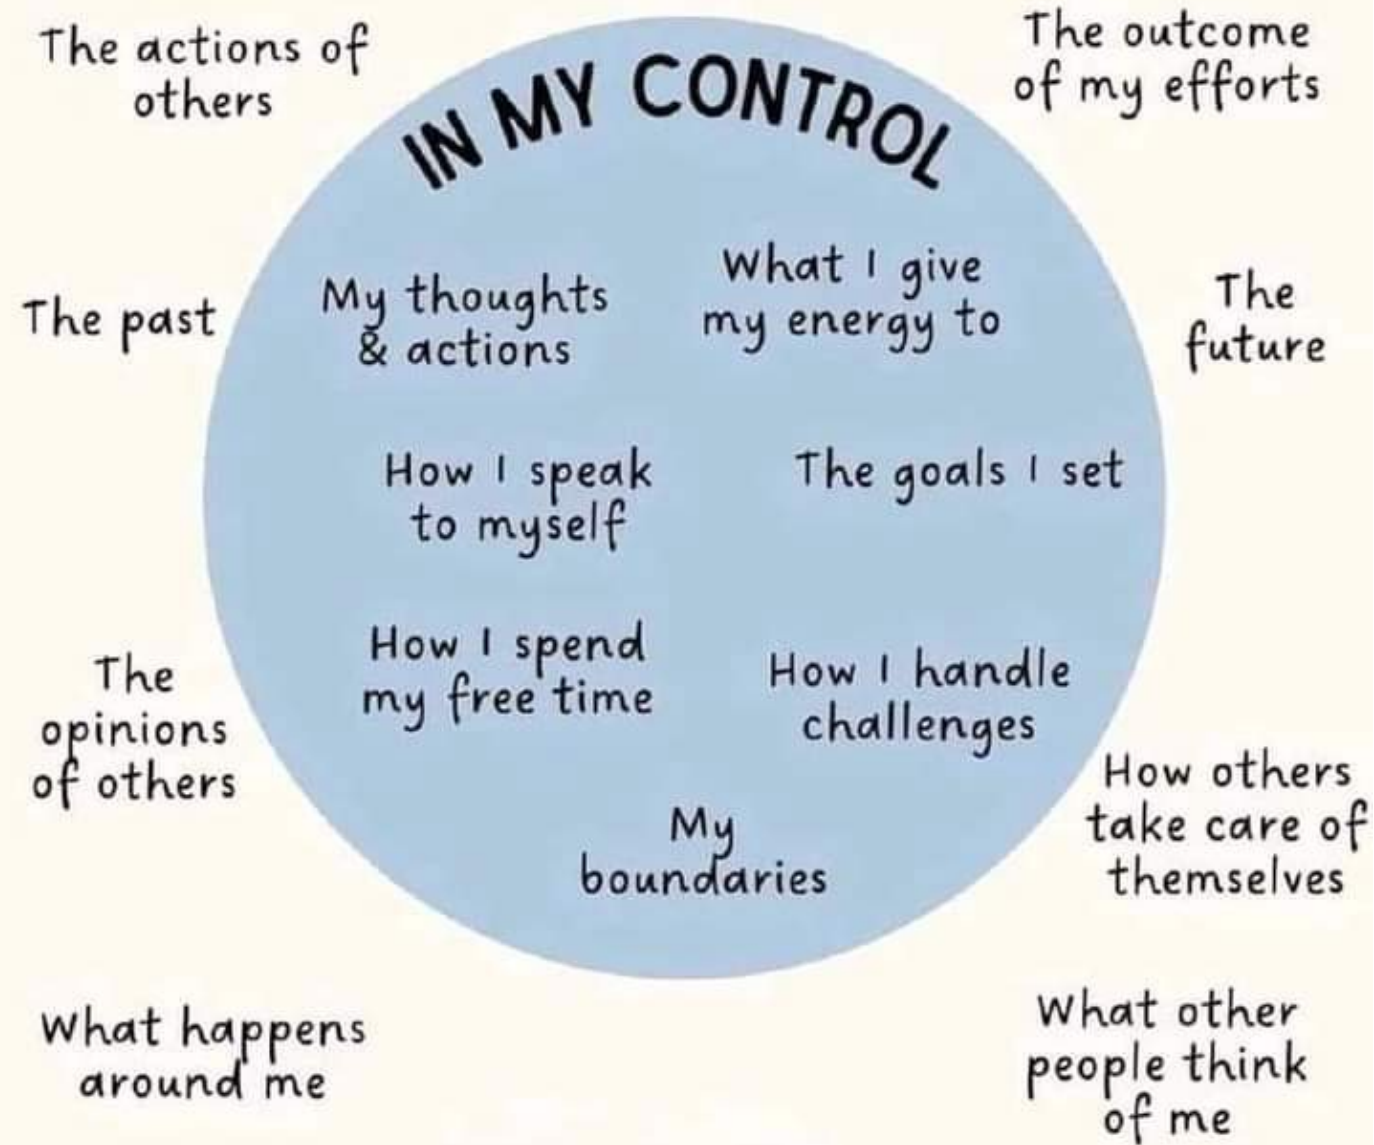 The actions of
others
The outcome
of my efforts
IN MY CONTROL
The past
My thoughts
& actions
What I give
my energy to
The
future
How I speak
to myself
The goals I set
How I spend
my free time
How I handle
challenges
The
opinions
of others
My
boundaries
How others
take care of
themselves
What happens
around me
What other
people think
of me